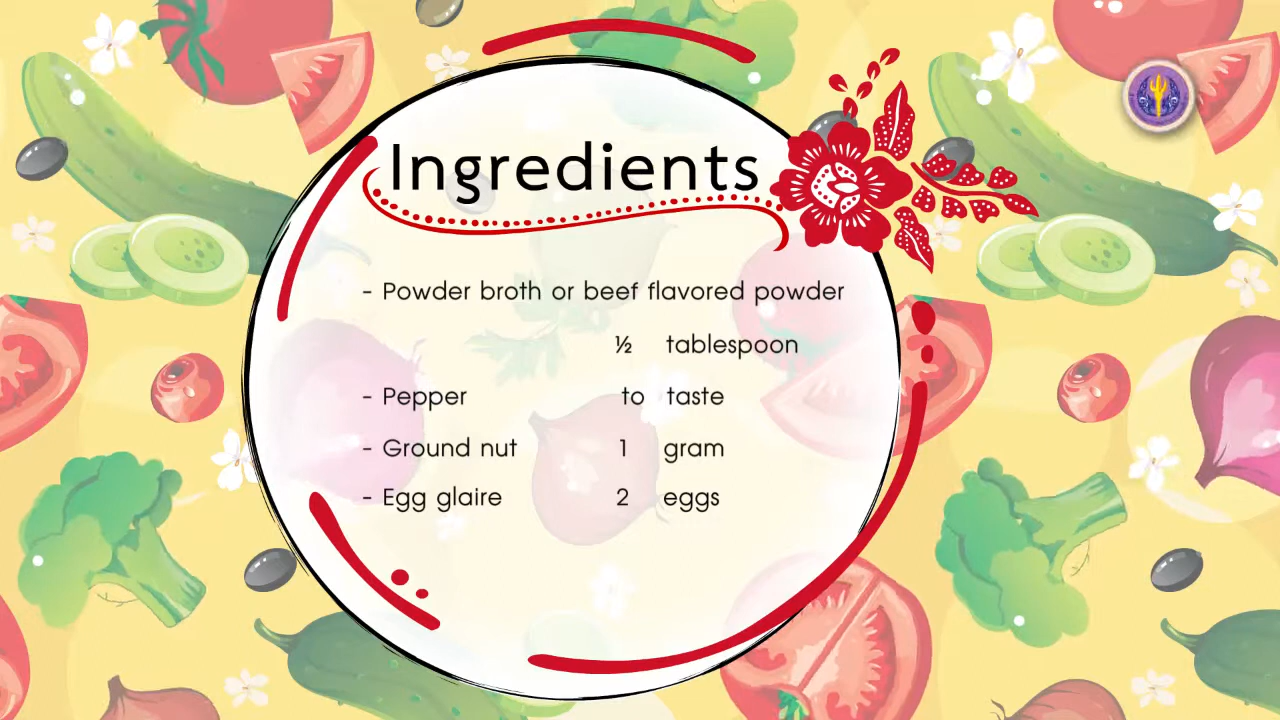 Ingredients
- Powder broth or beef flavored powder
½ tablespoon
- Pepper to taste
- Ground nut 1 gram
- Egg glaire 2 eggs